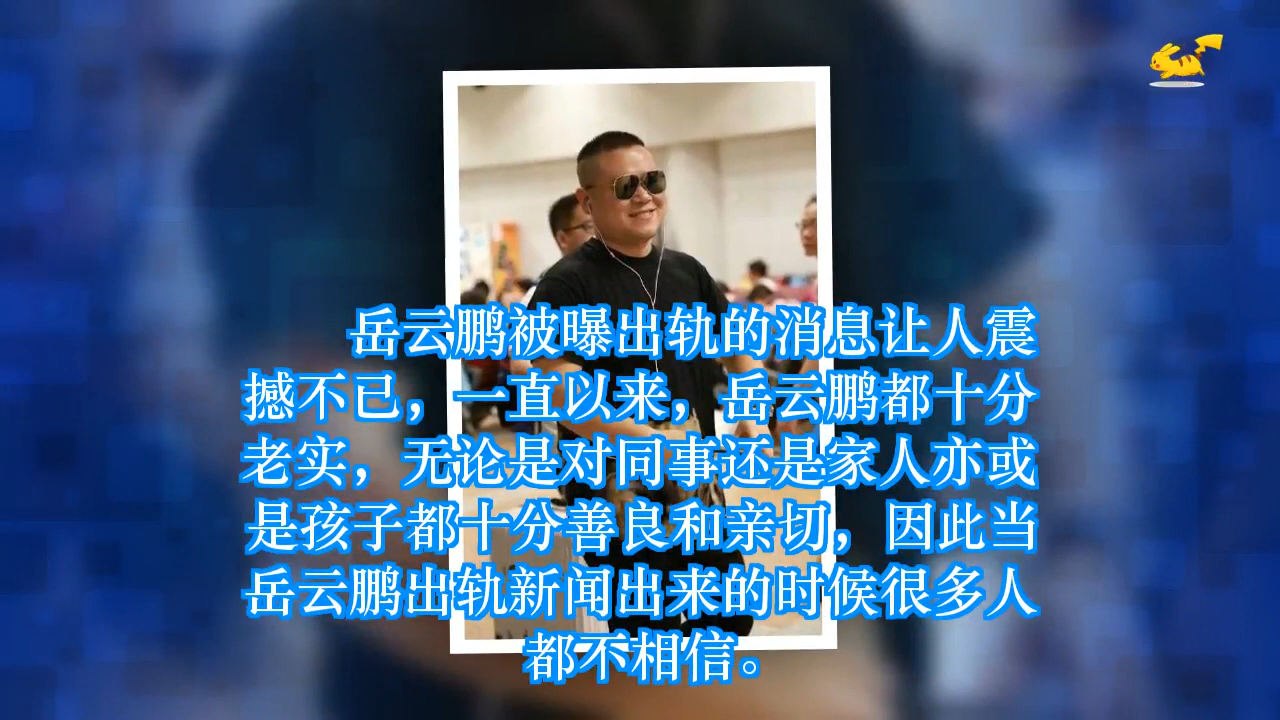 岳云鹏被曝出轨的消息让人震
撼不已，一直以来，岳云鹏都十分
老实，无论是对同事还是家人亦或
是孩子都十分善良和亲切，因此当
岳云鹏出轨新闻出来的时候很多人
都不相信。